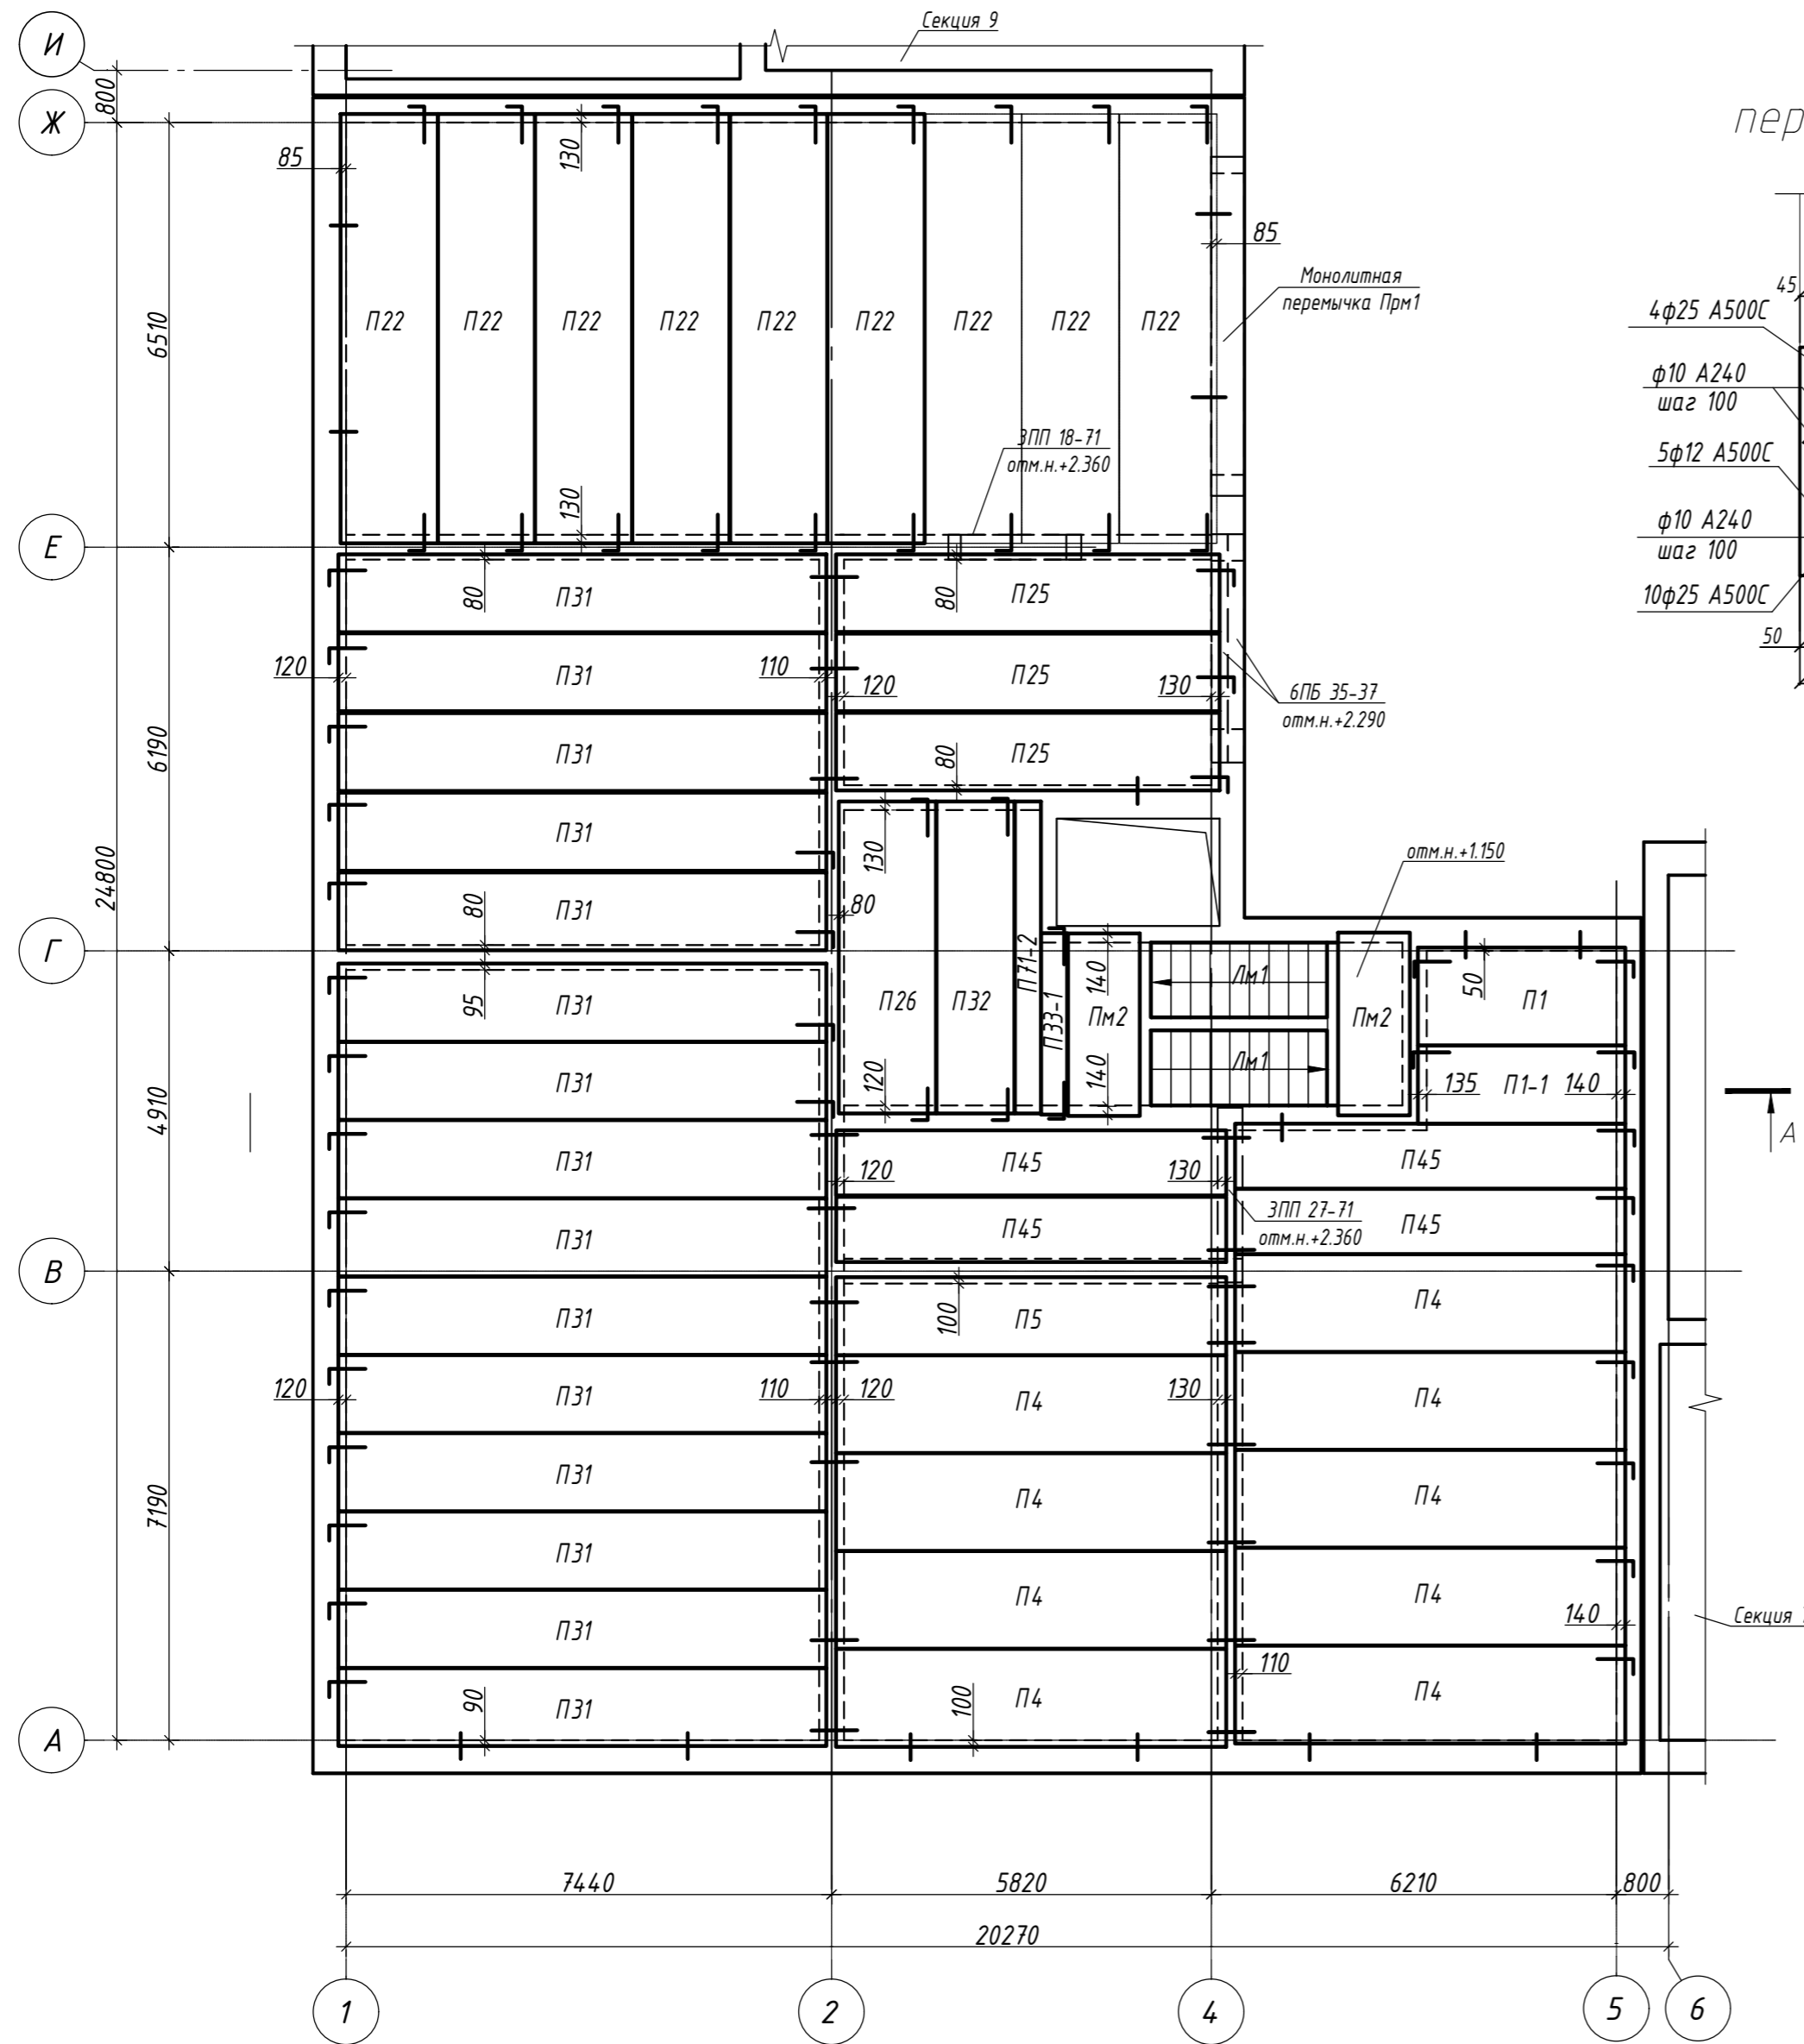 Секция 9
И
800
Ж
130
85
85
Монолитная
перемычка Прм1
45
4ф25 А500С
ф10 А240
шаг 100
5ф12 А500С
ф10 А240
шаг 100
10ф25 А500С
50
6510
П22
П22
П22
П22
П22
П22
П22
П22
П22
3ПП 18-71
отм.н.+2.360
130
Е
80
П31
80
П25
120
П31
110
120
П25
130
6ПБ 35-37
отм.н.+2.290
6190
П31
80
П25
П31
130
отм.н.+1.150
24800
80
П31
80
Г
95
П31
П26
П32
П71-2
П33-1
140
Пм2
140
Лм1
Лм1
Пм2
50
П1
П31
120
135
П1-1
140
А
4910
П31
120
П45
130
П45
П31
П45
3ПП 27-71
отм.н.+2.360
П45
В
П31
100
П5
П4
120
П31
110
120
П4
130
П4
П31
П4
П4
7190
П31
П4
П4
140
Секция
П31
110
90
П31
100
П4
П4
А
7440
5820
6210
800
20270
1
2
4
5
6